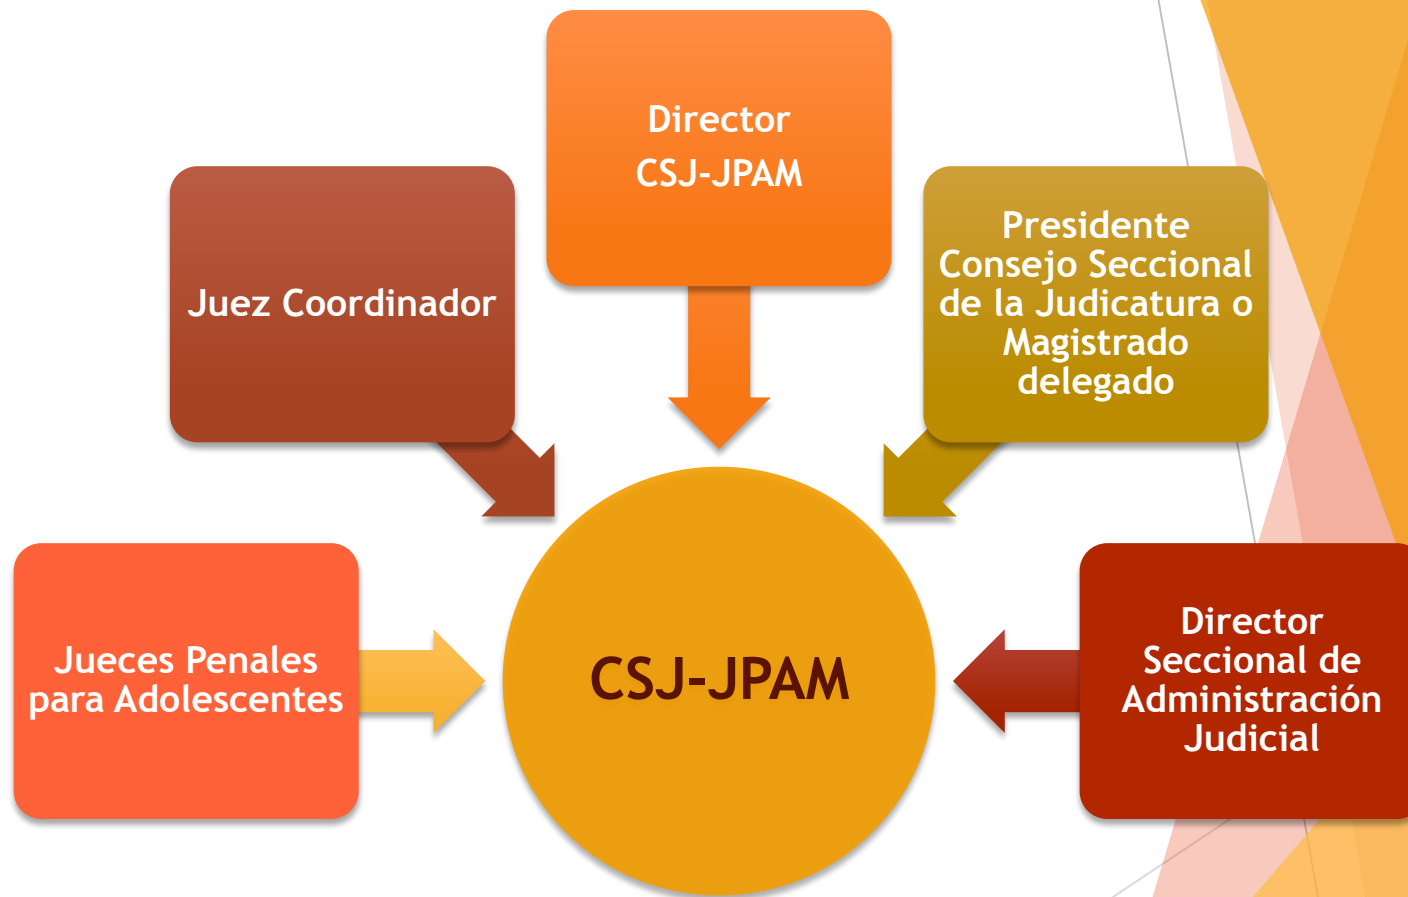 Director
CSJ-JPAM
Juez Coordinador
Presidente
Consejo Seccional
de la Judicatura o
Magistrado
delegado
Jueces Penales
para Adolescentes
CSJ-JPAM
Director
Seccional de
Administración
Judicial